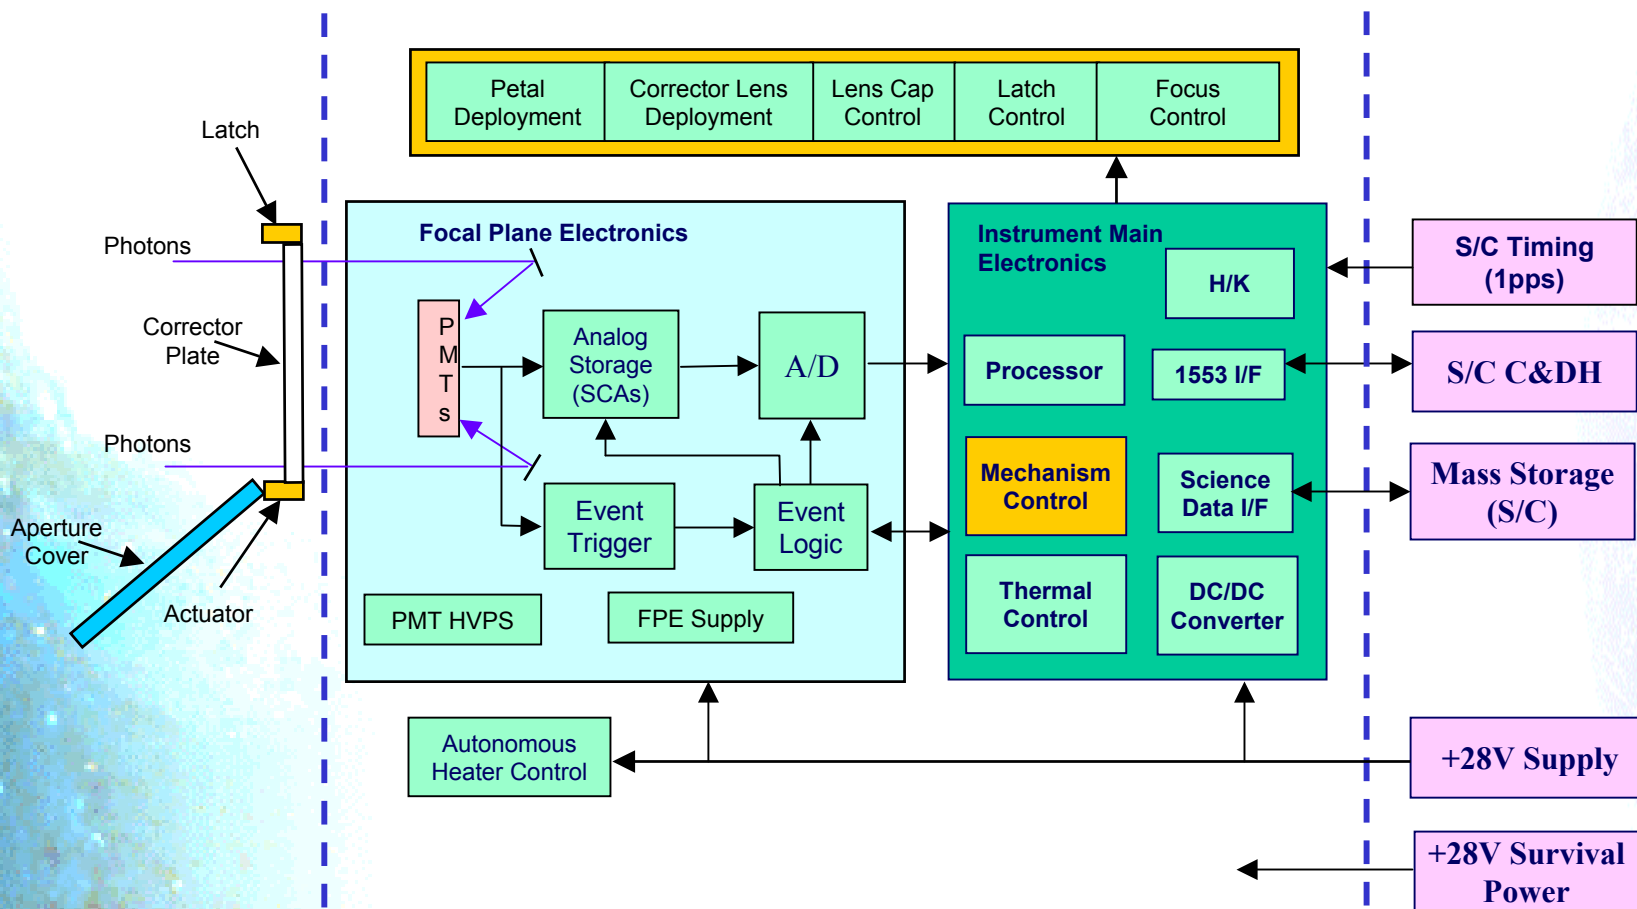 Petal
Deployment
Corrector Lens
Deployment
Lens Cap
Control
Latch
Control
Focus
Control
Latch
Photons
Corrector
Plate
Photons
Aperture
Cover
Actuator
Focal Plane Electronics
P
M
T
s
Analog
Storage
(SCAs)
A/D
Event
Trigger
Event
Logic
PMT HVPS
FPE Supply
Autonomous
Heater Control
Instrument Main
Electronics
H/K
Processor
1553 I/F
Mechanism
Control
Science
Data I/F
Thermal
Control
DC/DC
Converter
S/C Timing
(1pps)
S/C C&DH
Mass Storage
(S/C)
+28V Supply
+28V Survival
Power